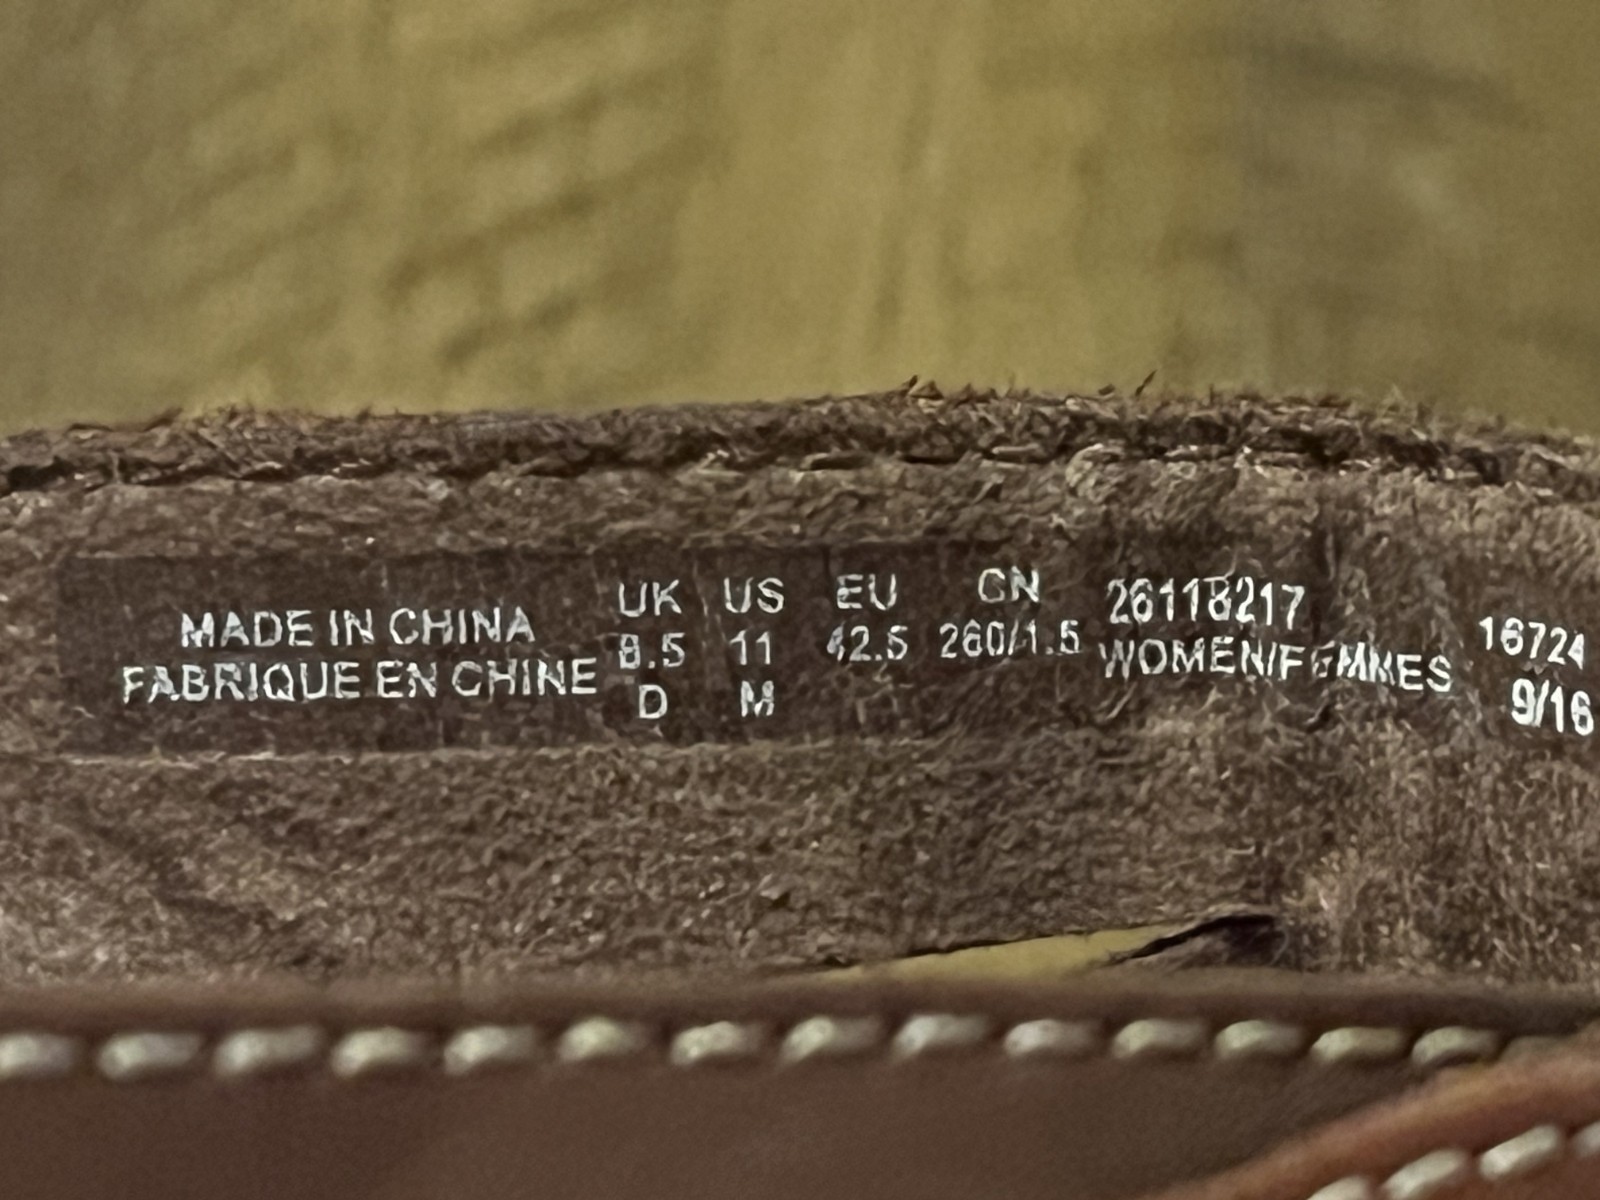 MADE IN CHINA
FABRIQUE EN CHINE
UK US EU CN
8.5 11 42.5 260/1.5
D M
26118217
WOMEN/FEMMES
16724
9/16